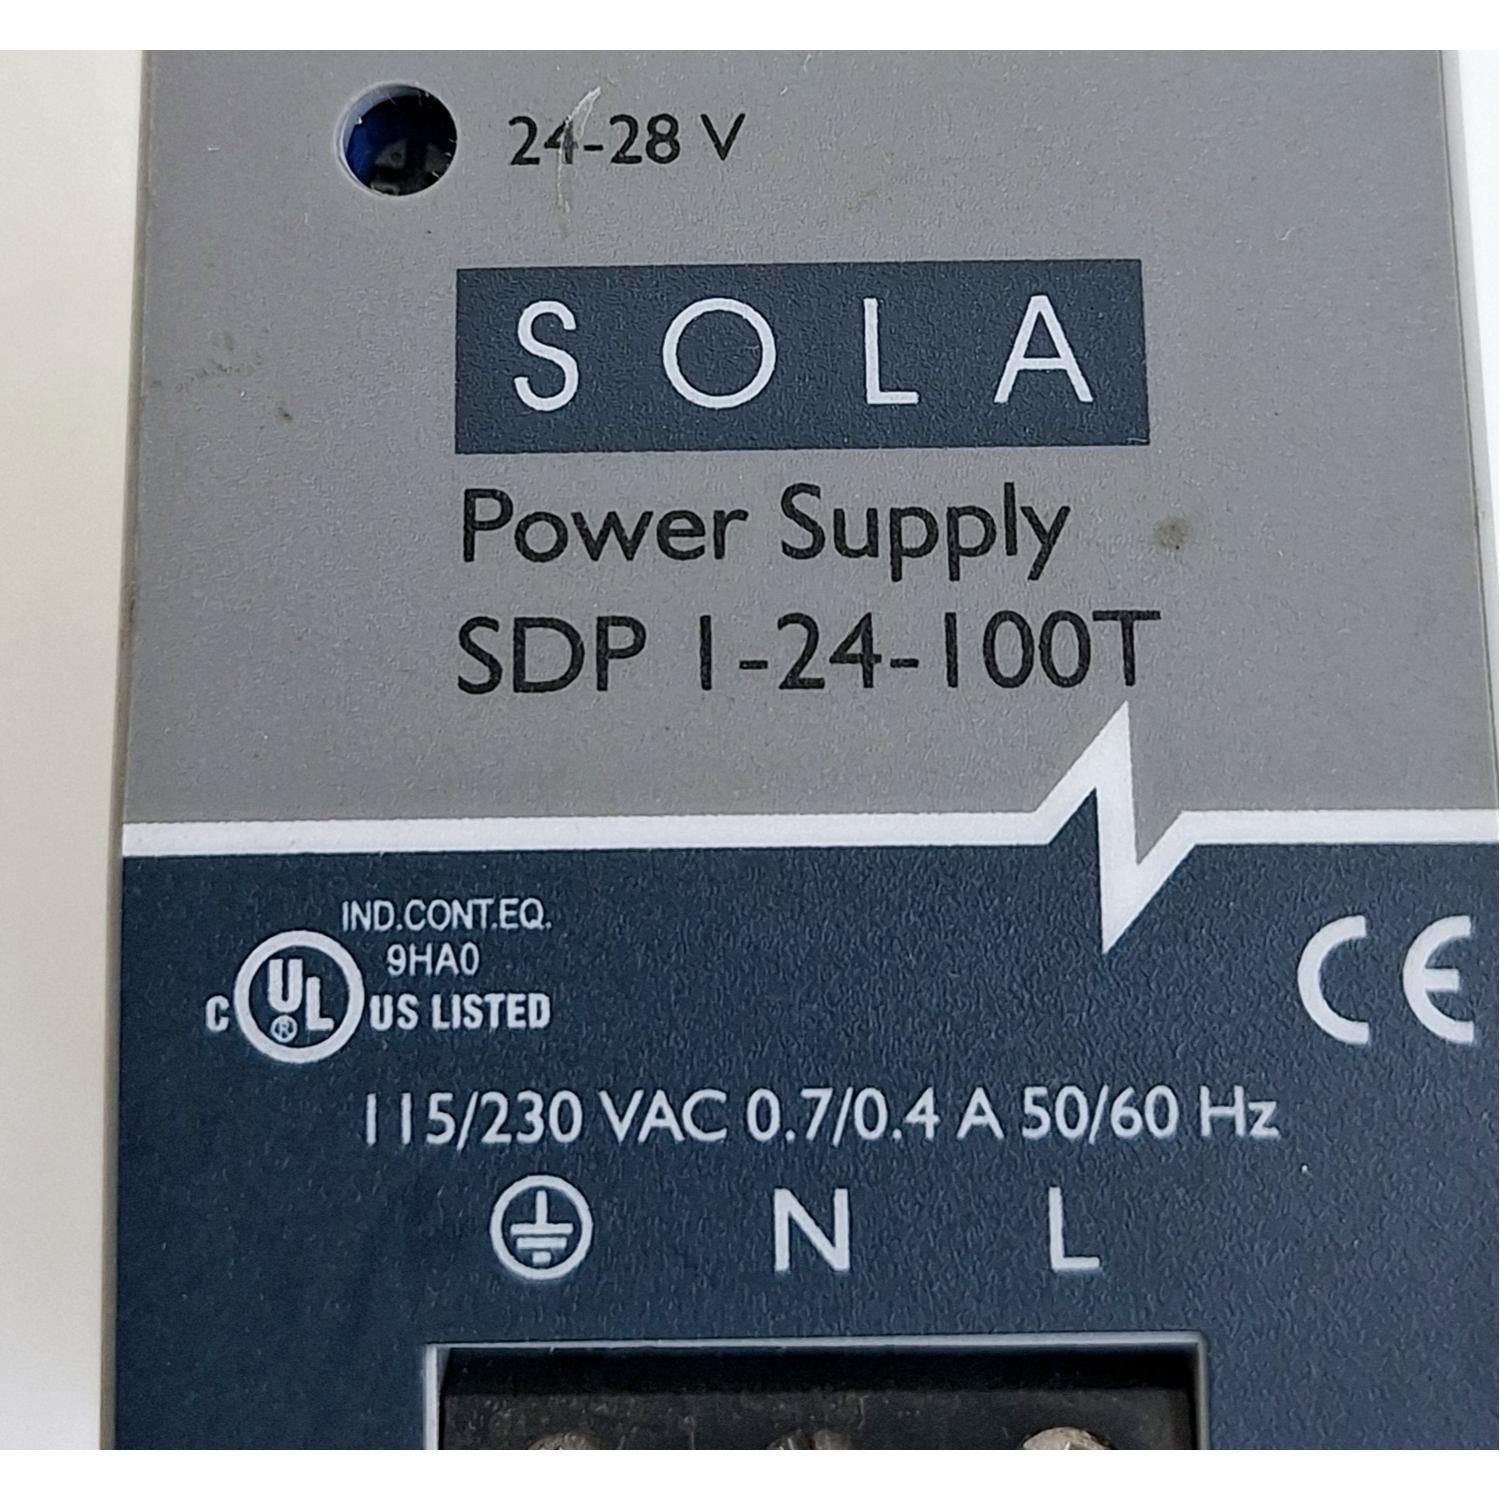 24-28 V
SOLA
Power Supply
SDP 1-24-100T
IND.CONT.EQ.
9HA0
C UL® US LISTED
CE
115/230 VAC 0.7/0.4 A 50/60 Hz
N L